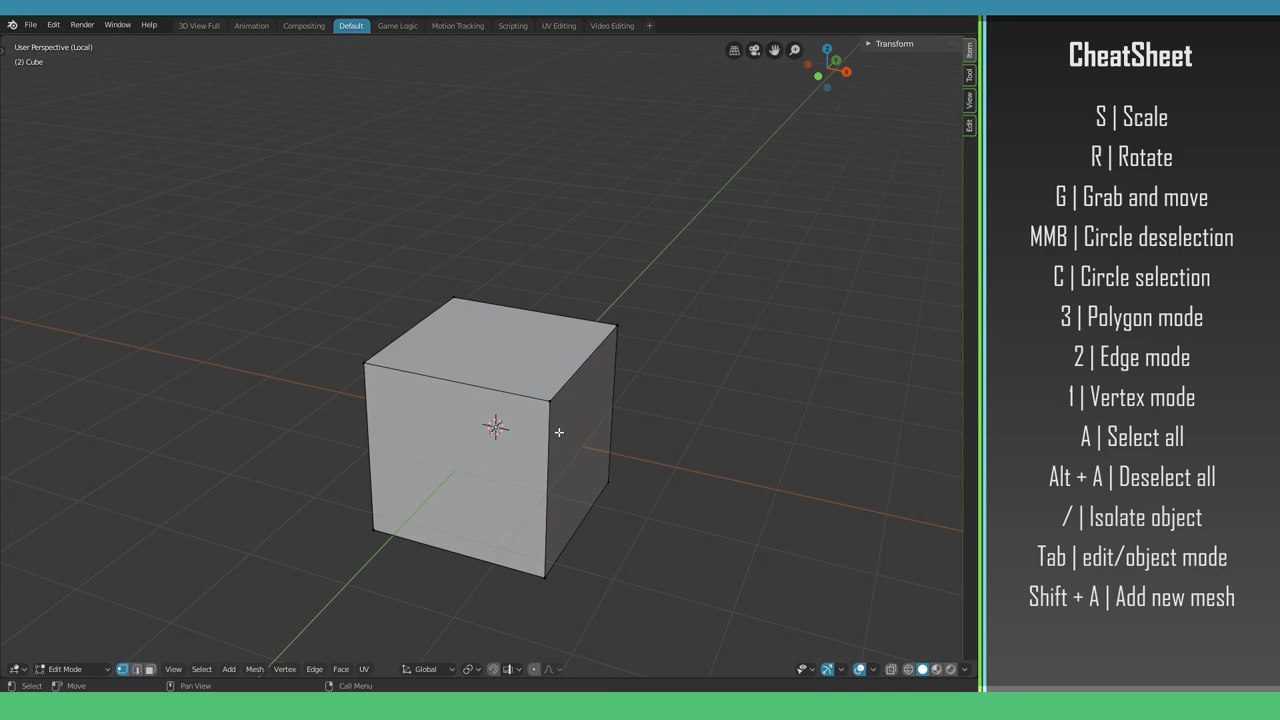 File Edit Render Window Help 3D View Full Animation Compositing Default Game Logic Motion Tracking Scripting UV Editing Video Editing +
User Perspective (Local)
(2) Cube
Transform
Z
Y
X
Item
Tool
View
Edit
CheatSheet
S | Scale
R | Rotate
G | Grab and move
MMB | Circle deselection
C | Circle selection
3 | Polygon mode
2 | Edge mode
1 | Vertex mode
A | Select all
Alt + A | Deselect all
/ | Isolate object
Tab | edit/object mode
Shift + A | Add new mesh
Edit Mode View Select Add Mesh Vertex Edge Face UV Global
Select Move Pan View Call Menu